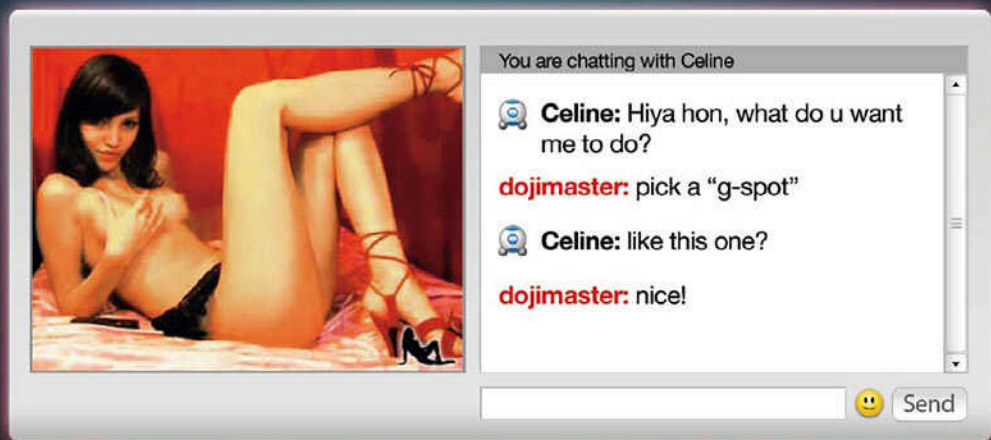 You are chatting with Celine
Celine: Hiya hon, what do u want
me to do?
dojimaster: pick a “g-spot”
Celine: like this one?
dojimaster: nice!
Send